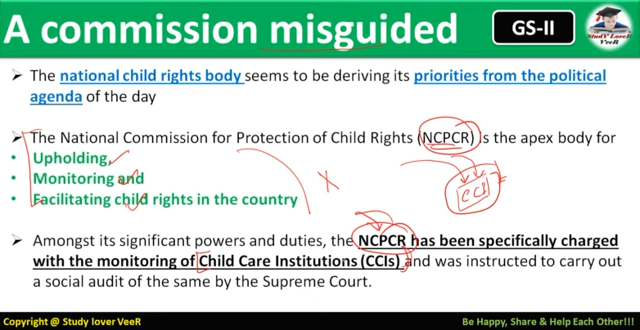 A commission misguided
GS-II
StudY LoveR
VeeR
The national child rights body seems to be deriving its priorities from the political
agenda of the day
The National Commission for Protection of Child Rights (NCPCR) is the apex body for
• Upholding,
• Monitoring and
• Facilitating child rights in the country
CCI
Amongst its significant powers and duties, the NCPCR has been specifically charged
with the monitoring of Child Care Institutions (CCIs) and was instructed to carry out
a social audit of the same by the Supreme Court.
Copyright @ Study lover VeeR
Be Happy, Share & Help Each Other!!!